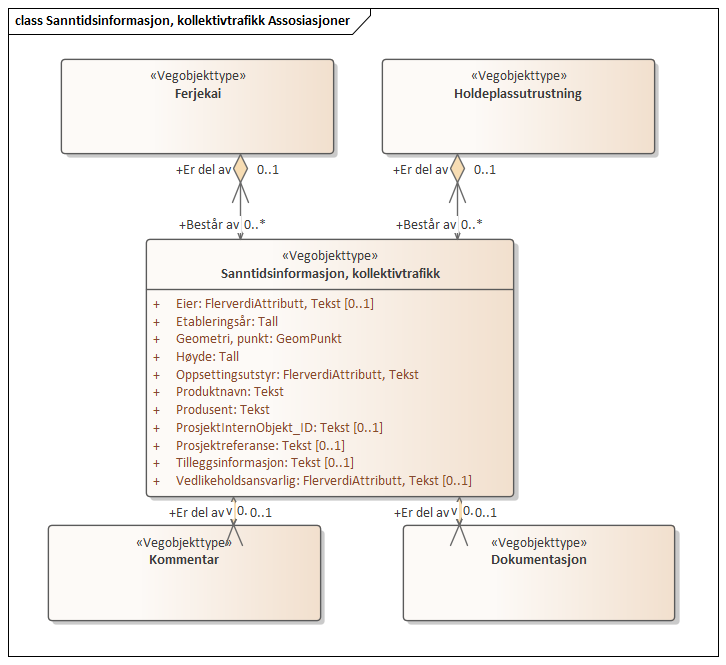 class Sanntidsinformasjon, kollektivtrafikk Assosiasjoner
«Vegobjekttype»
Ferjekai
«Vegobjekttype»
Holdeplassutrustning
+Er del av 0..1
+Er del av 0..1
+Består av 0..*
+Består av 0..*
«Vegobjekttype»
Sanntidsinformasjon, kollektivtrafikk
+ Eier: FlerverdiAttributt, Tekst [0..1]
+ Etableringsår: Tall
+ Geometri, punkt: GeomPunkt
+ Høyde: Tall
+ Oppsettingsutstyr: FlerverdiAttributt, Tekst
+ Produktnavn: Tekst
+ Produsent: Tekst
+ ProsjektInternObjekt_ID: Tekst [0..1]
+ Prosjektreferanse: Tekst [0..1]
+ Tilleggsinformasjon: Tekst [0..1]
+ Vedlikeholdsansvarlig: FlerverdiAttributt, Tekst [0..1]
+Er del av v 0. 0..1
+Er del av v 0. 0..1
«Vegobjekttype»
Kommentar
«Vegobjekttype»
Dokumentasjon